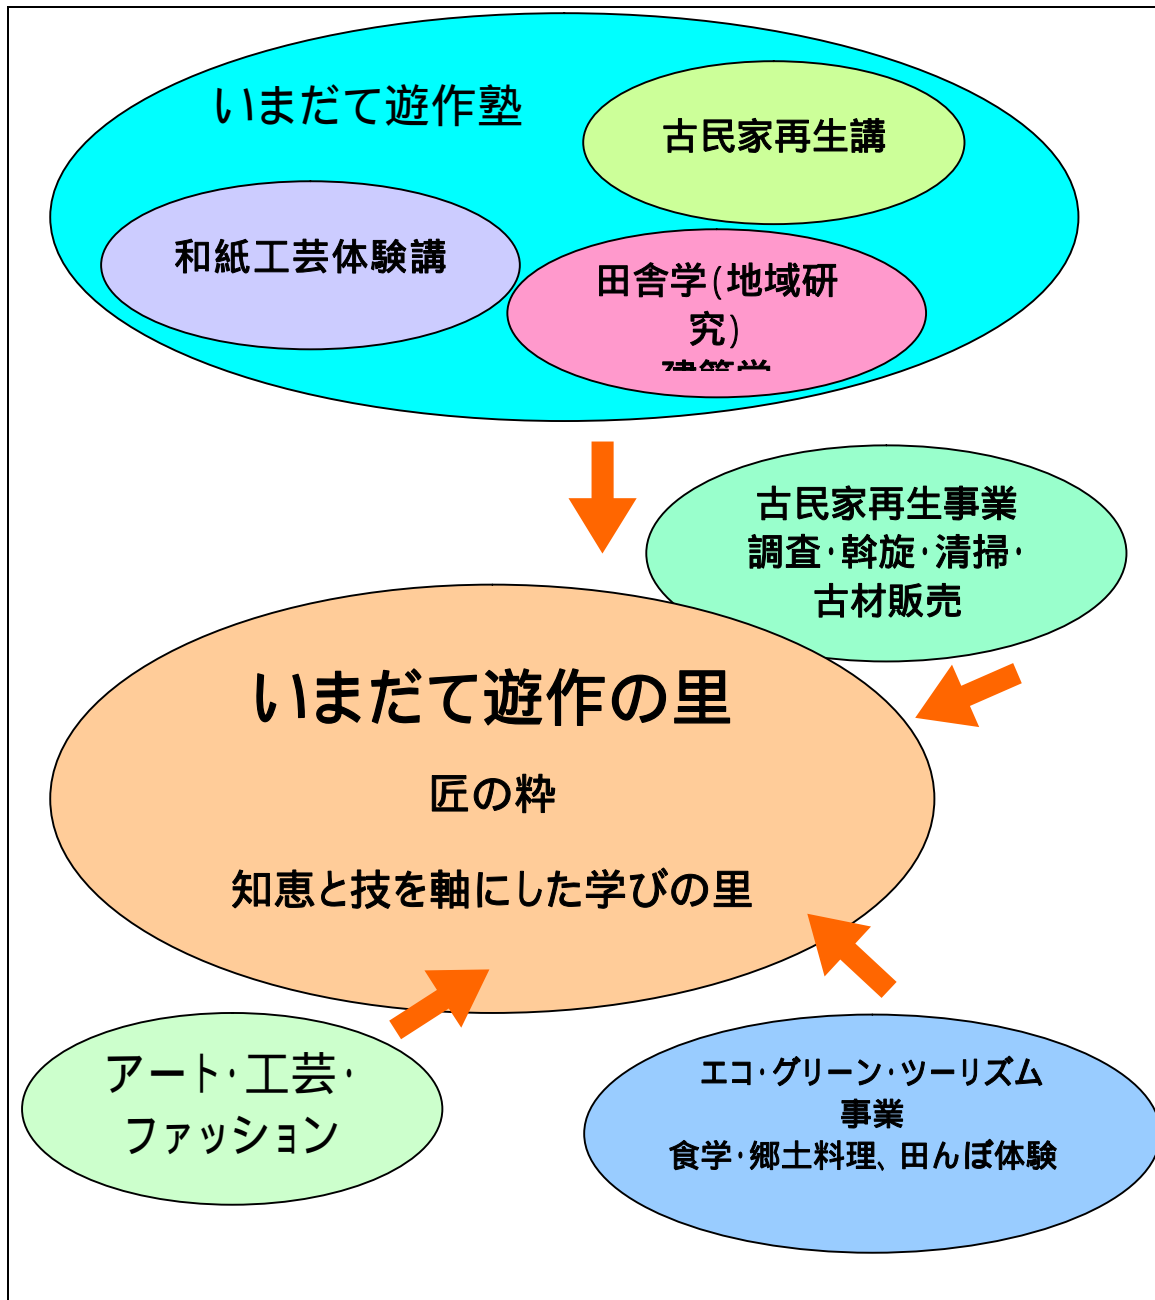 いまだて遊作塾
古民家再生講
和紙工芸体験講
田舎学(地域研
究)
古民家再生事業
調査・斡旋・清掃・
古材販売
いまだて遊作の里
匠の粋
知恵と技を軸にした学びの里
アート・工芸・
ファッション
エコ・グリーン・ツーリズム
事業
食学・郷土料理、田んぼ体験